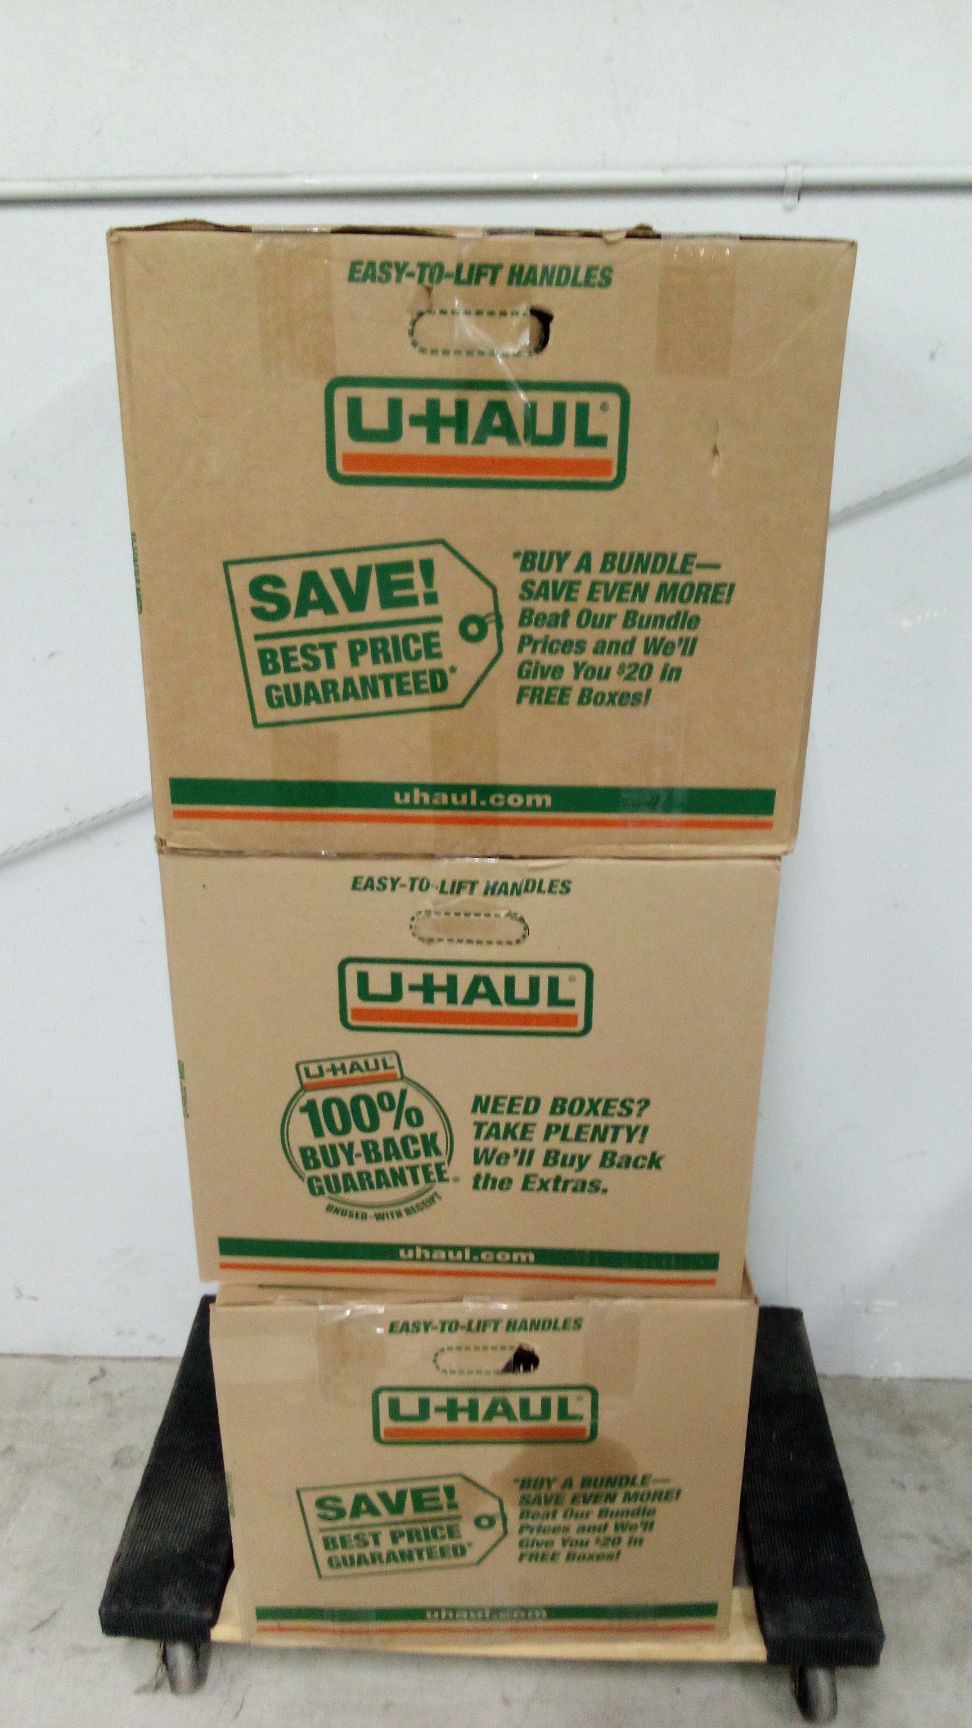 EASY-TO-LIFT HANDLES
U-HAUL®
SAVE!
BEST PRICE
GUARANTEED*
*BUY A BUNDLE—
SAVE EVEN MORE!
Beat Our Bundle
Prices and We'll
Give You $20 in
FREE Boxes!
uhaul.com
EASY-TO-LIFT HANDLES
U-HAUL
U-HAUL
100%
BUY-BACK
GUARANTEE
UNUSED-WITH RECEIPT
NEED BOXES?
TAKE PLENTY!
We'll Buy Back
the Extras.
uhaul.com
EASY-TO-LIFT HANDLES
U-HAUL
SAVE!
BEST PRICE
GUARANTEED*
*BUY A BUNDLE—
SAVE EVEN MORE!
Beat Our Bundle
Prices and We'll
Give You $20 in
FREE Boxes!
uhaul.com